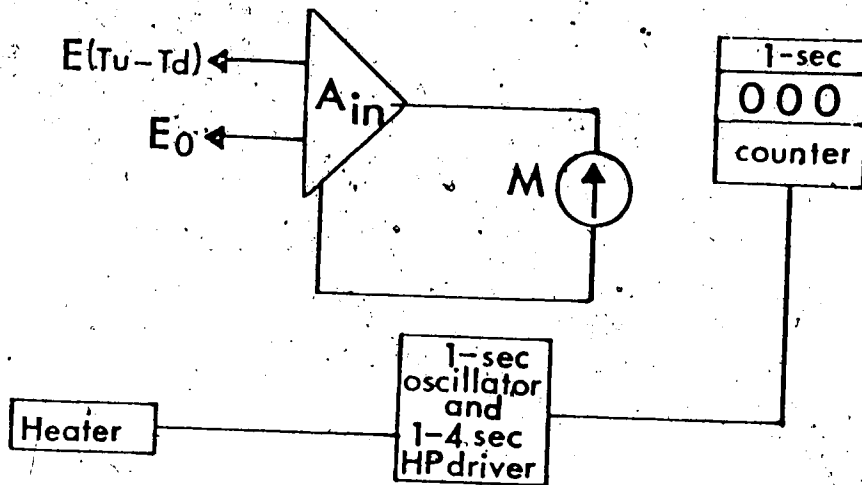 E(Tu-Td)
E0
Ain
M
1-sec
000
counter
1-sec
oscillator
and
1-4 sec
HP driver
Heater